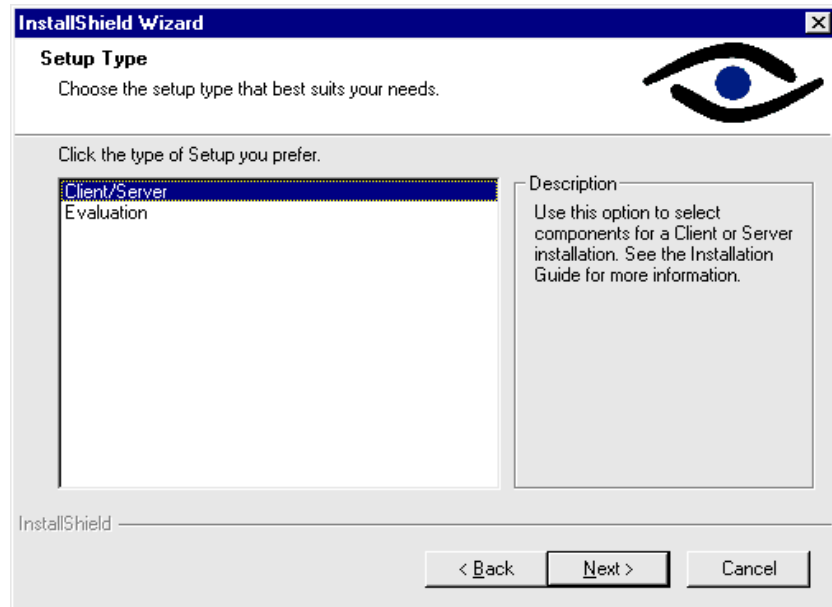 InstallShield Wizard
Setup Type
Choose the setup type that best suits your needs.
Click the type of Setup you prefer.
Client/Server
Evaluation
Description
Use this option to select
components for a Client or Server
installation. See the Installation
Guide for more information.
InstallShield
< Back
Next >
Cancel